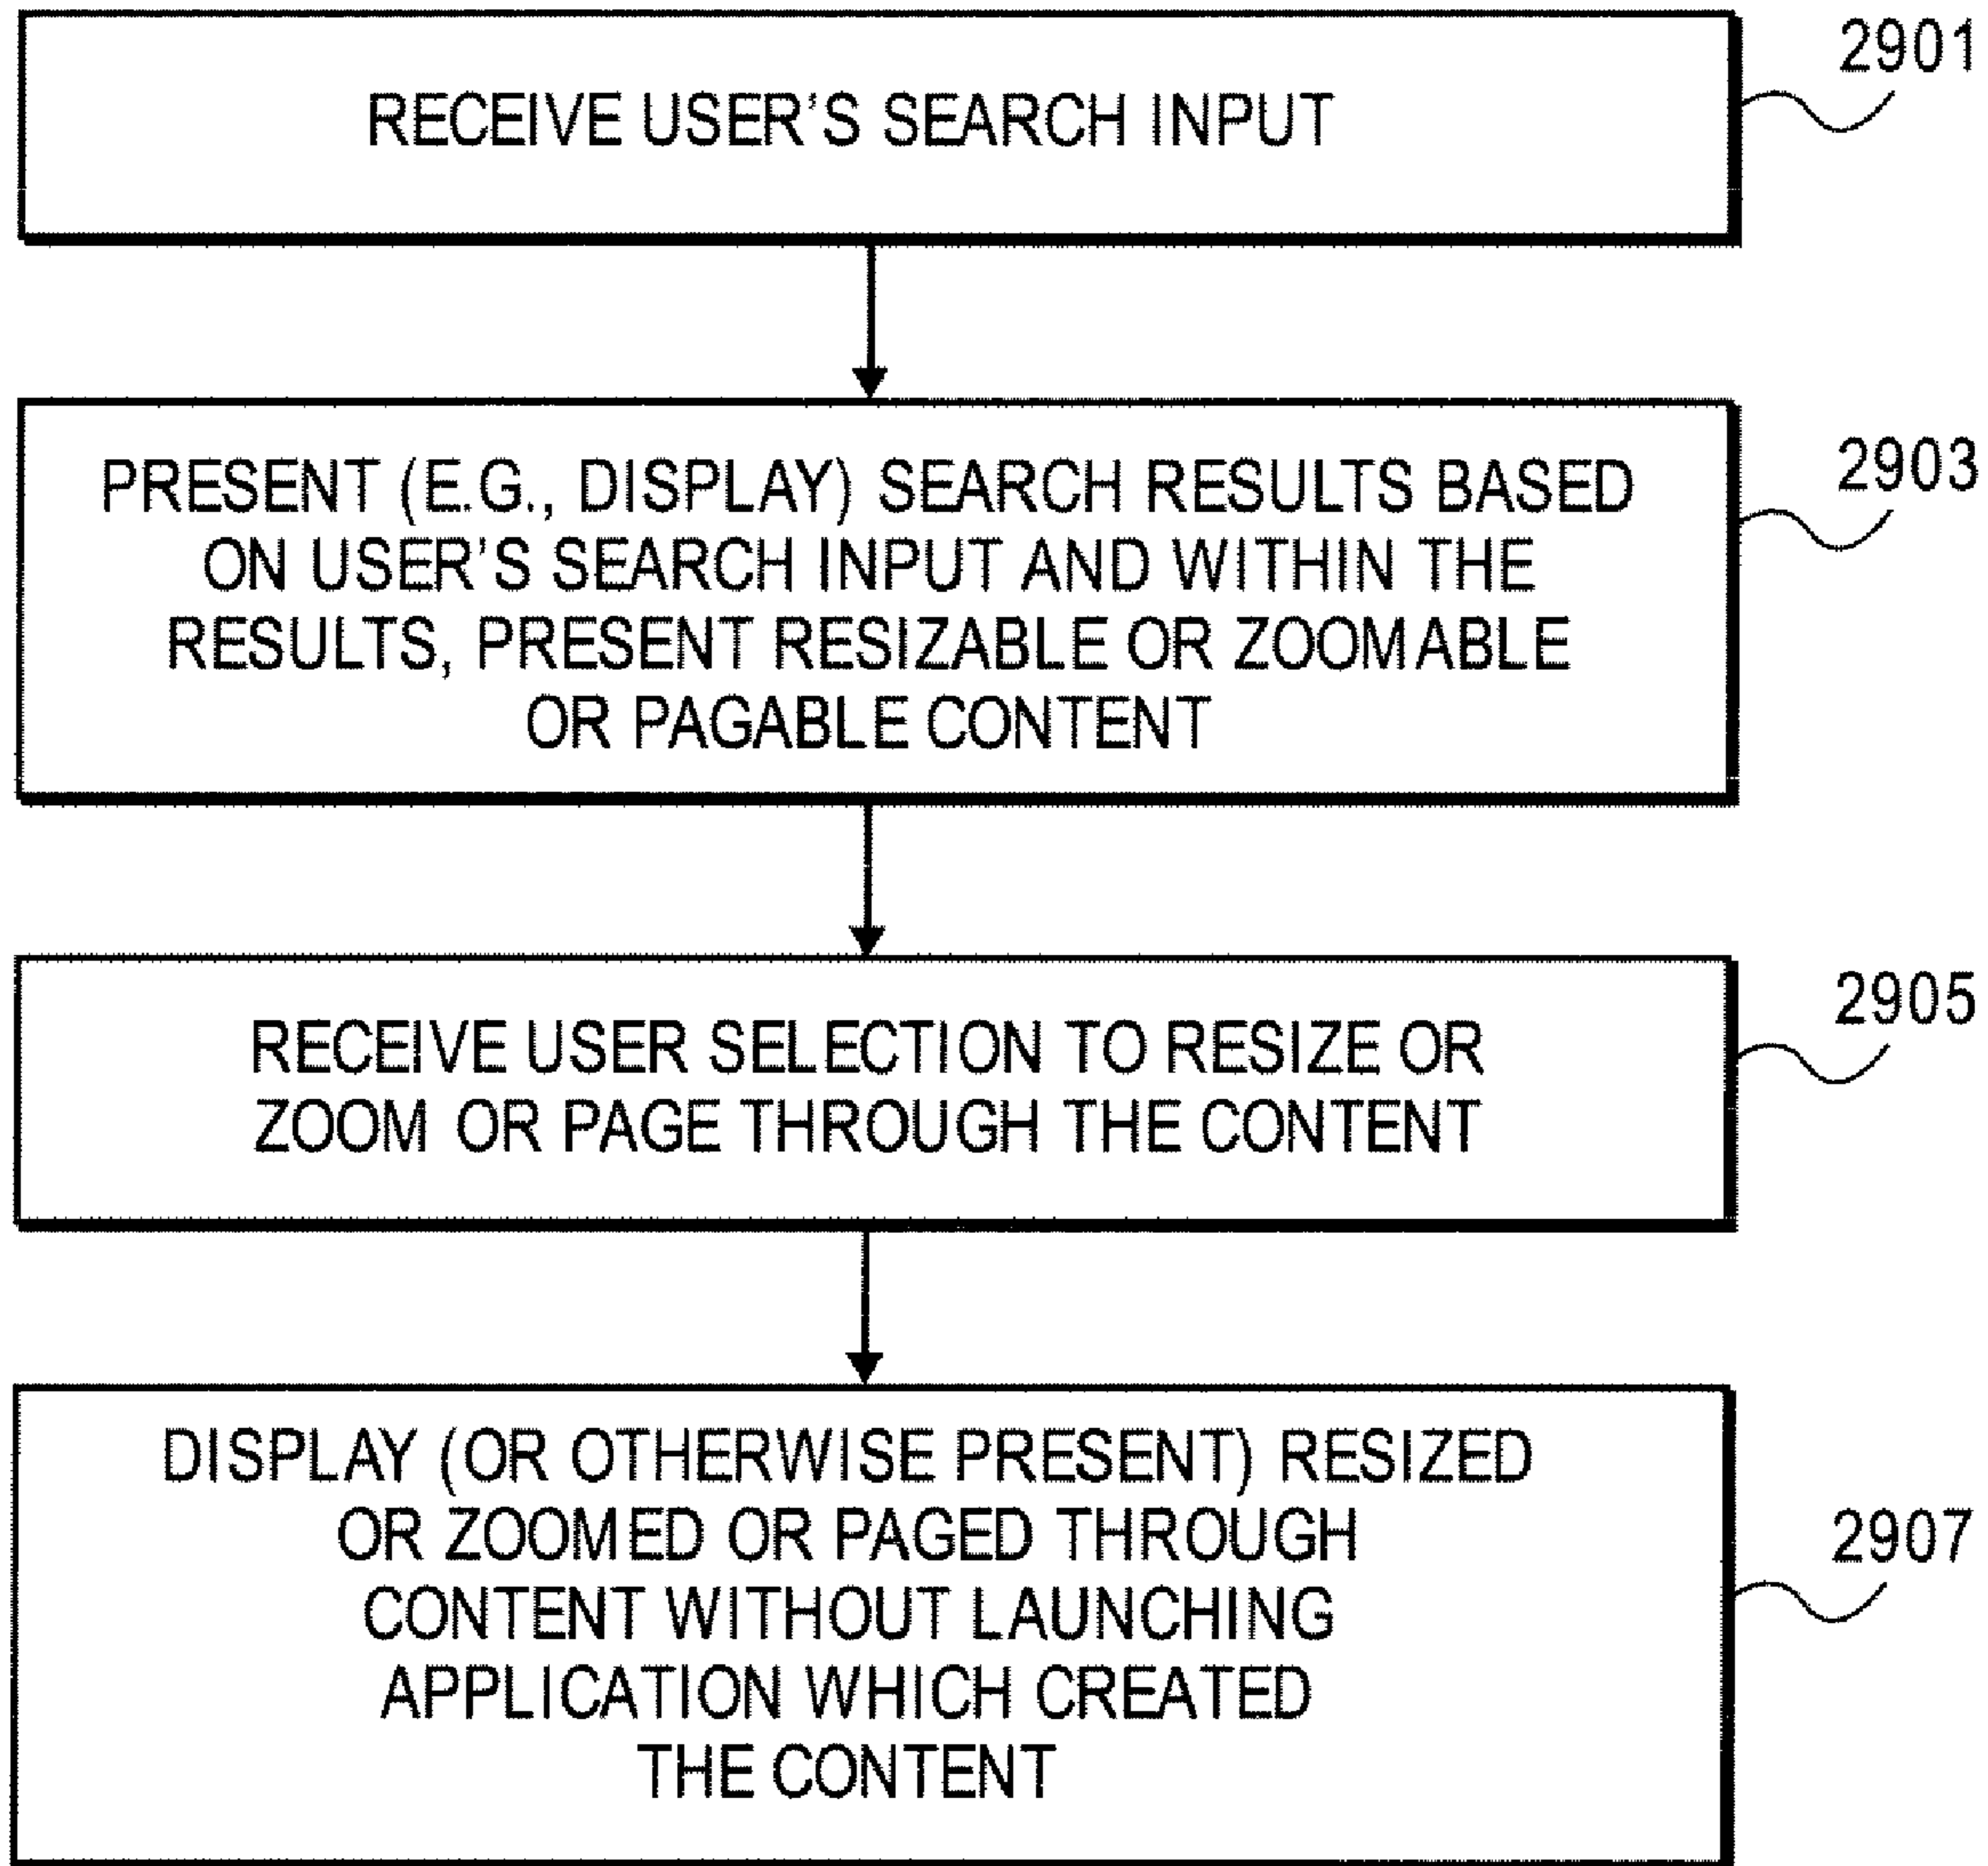 2901
RECEIVE USER'S SEARCH INPUT
2903
PRESENT (E.G., DISPLAY) SEARCH RESULTS BASED
ON USER'S SEARCH INPUT AND WITHIN THE
RESULTS, PRESENT RESIZABLE OR ZOOMABLE
OR PAGABLE CONTENT
2905
RECEIVE USER SELECTION TO RESIZE OR
ZOOM OR PAGE THROUGH THE CONTENT
DISPLAY (OR OTHERWISE PRESENT) RESIZED
OR ZOOMED OR PAGED THROUGH
2907
CONTENT WITHOUT LAUNCHING
APPLICATION WHICH CREATED
THE CONTENT